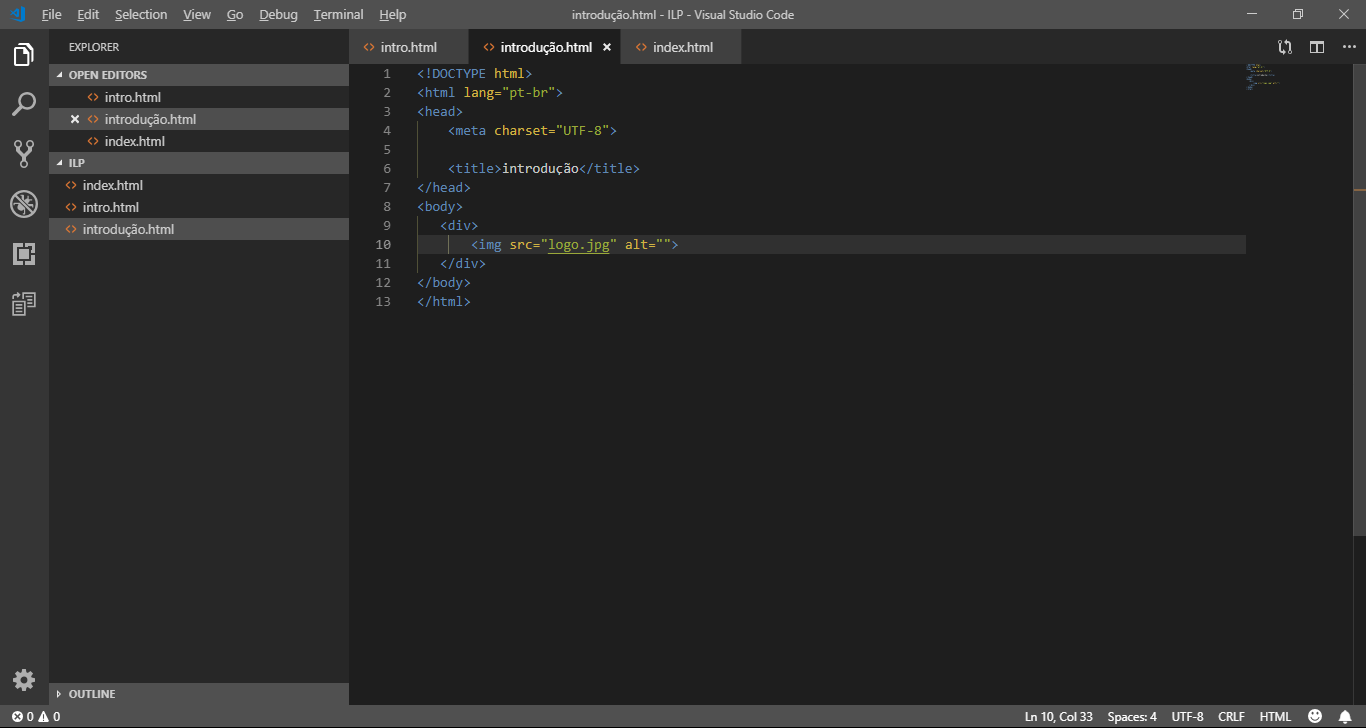 File Edit Selection View Go Debug Terminal Help introdução.html - ILP - Visual Studio Code
EXPLORER
OPEN EDITORS
intro.html
introdução.html
index.html
ILP
index.html
intro.html
introdução.html
OUTLINE
intro.html introdução.html index.html
1 <!DOCTYPE html>
2 <html lang="pt-br">
3 <head>
4 <meta charset="UTF-8">
5
6 <title>introdução</title>
7 </head>
8 <body>
9 <div>
10 <img src="logo.jpg" alt="">
11 </div>
12 </body>
13 </html>
0 0 Ln 10, Col 33 Spaces: 4 UTF-8 CRLF HTML